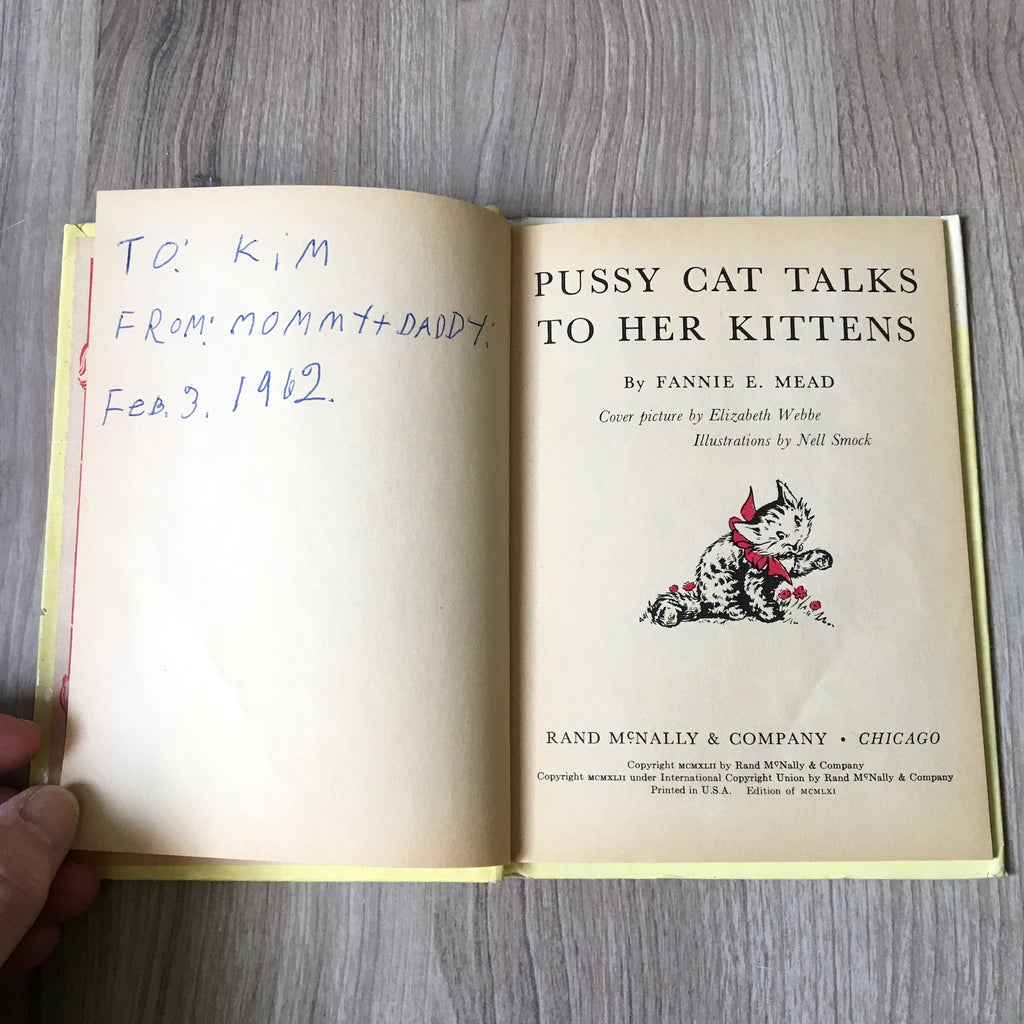 TO: KiM
FROM: MOMMY + DADDY:
FeB. 3. 1962.
PUSSY CAT TALKS
TO HER KITTENS
By FANNIE E. MEAD
Cover picture by Elizabeth Webbe
Illustrations by Nell Smock
RAND McNALLY & COMPANY • CHICAGO
Copyright MCMXLII by Rand McNally & Company
Copyright MCMXLII under International Copyright Union by Rand McNally & Company
Printed in U.S.A. Edition of MCMLXI